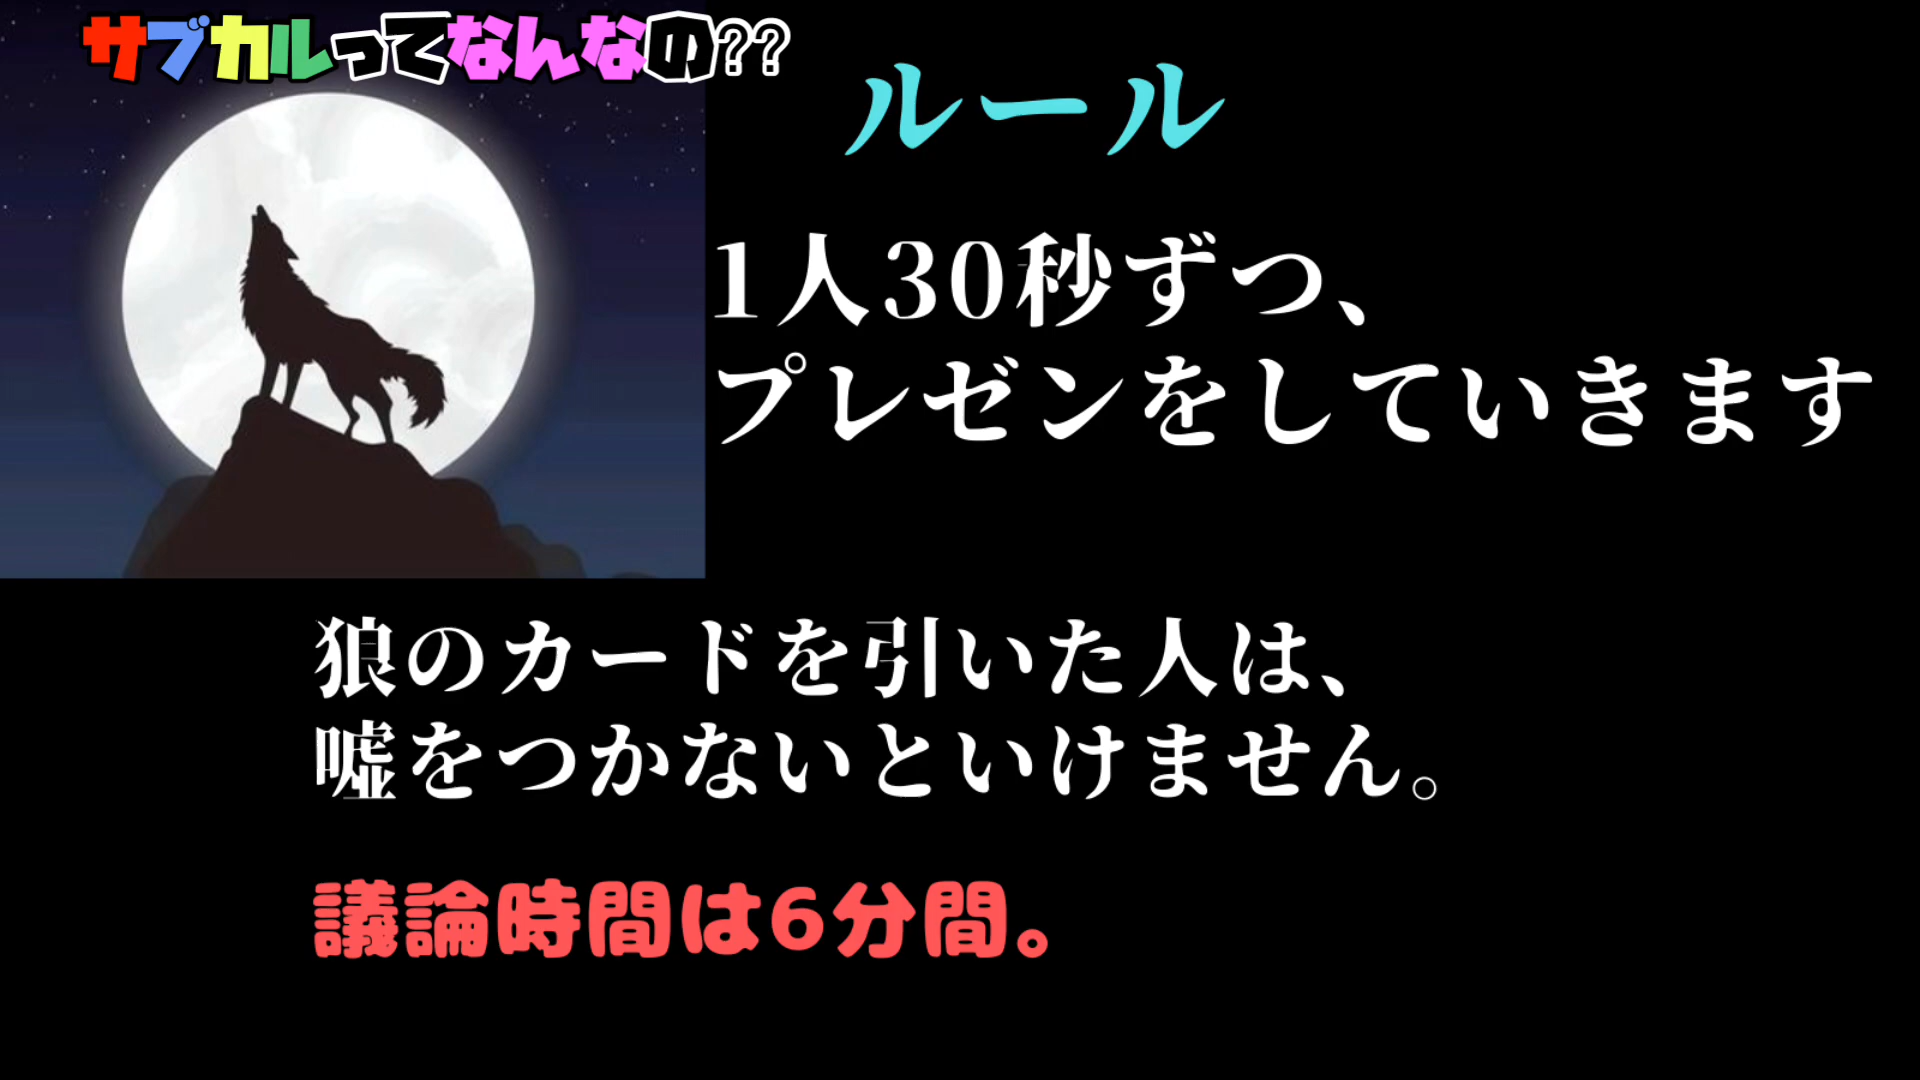 サブカルってなんなの??
ルール
1人30秒ずつ、
プレゼンをしていきます
狼のカードを引いた人は、
嘘をつかないといけません。
議論時間は6分間。